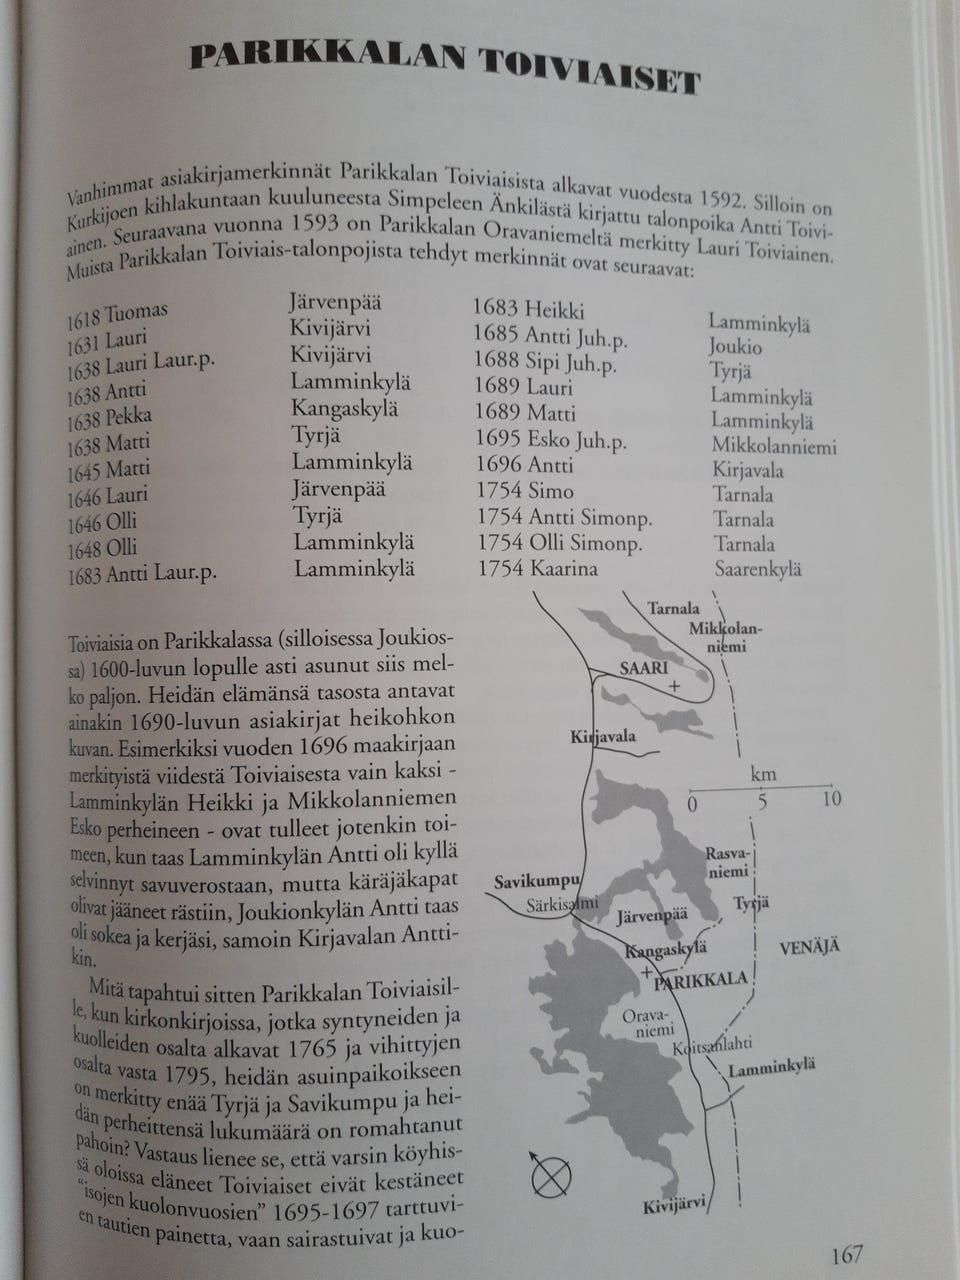 PARIKKALAN TOIVIAISET
Vanhimmat asiakirjamerkinnät Parikkalan Toiviaisista alkavat vuodesta 1592. Silloin on
Kurkijoen kihlakuntaan kuuluneesta Simpeleen Änkilästä kirjattu talonpoika Antti Toivi-
ainen. Seuraavana vuonna 1593 on Parikkalan Oravaniemeltä merkitty Lauri Toiviainen.
Muista Parikkalan Toiviais-talonpojista tehdyt merkinnät ovat seuraavat:
1618 Tuomas Järvenpää
1631 Lauri Kivijärvi
1638 Lauri Laur.p. Kivijärvi
1638 Antti Lamminkylä
1638 Pekka Kangaskylä
1638 Matti Tyrjä
1645 Matti Lamminkylä
1646 Lauri Järvenpää
1646 Olli Tyrjä
1648 Olli Lamminkylä
1683 Antti Laur.p. Lamminkylä
1683 Heikki Lamminkylä
1685 Antti Juh.p. Joukio
1688 Sipi Juh.p. Tyrjä
1689 Lauri Lamminkylä
1689 Matti Lamminkylä
1695 Esko Juh.p. Mikkolanniemi
1696 Antti Kirjavala
1754 Simo Tarnala
1754 Antti Simonp. Tarnala
1754 Olli Simonp. Tarnala
1754 Kaarina Saarenkylä
Toiviaisia on Parikkalassa (silloisessa Joukios-
sa) 1600-luvun lopulle asti asunut siis mel-
ko paljon. Heidän elämänsä tasosta antavat
ainakin 1690-luvun asiakirjat heikohkon
kuvan. Esimerkiksi vuoden 1696 maakirjaan
merkityistä viidestä Toiviaisesta vain kaksi -
Lamminkylän Heikki ja Mikkolanniemen
Esko perheineen - ovat tulleet jotenkin toi-
meen, kun taas Lamminkylän Antti oli kyllä
selvinnyt savuverostaan, mutta käräjäkapat
olivat jääneet rästiin, Joukionkylän Antti taas
oli sokea ja kerjäsi, samoin Kirjavalan Antti-
kin.
Mitä tapahtui sitten Parikkalan Toiviaisil-
le, kun kirkonkirjoissa, jotka syntyneiden ja
kuolleiden osalta alkavat 1765 ja vihittyjen
osalta vasta 1795, heidän asuinpaikoikseen
on merkitty enää Tyrjä ja Savikumpu ja hei-
dän perheittensä lukumäärä on romahtanut
pahoin? Vastaus lienee se, että varsin köyhis-
sä oloissa eläneet Toiviaiset eivät kestäneet
"isojen kuolonvuosien" 1695-1697 tarttuvi-
en tautien painetta, vaan sairastuivat ja kuo-
Tarnala
Mikkolan-
niemi
SAARI
Kirjavala
km
0 5 10
Rasva-
niemi
Savikumpu
Särkisalmi
Järvenpää
Tyrjä
Kangaskylä
VENÄJÄ
PARIKKALA
Orava-
niemi
Koitsanlahti
Lamminkylä
Kivijärvi
167